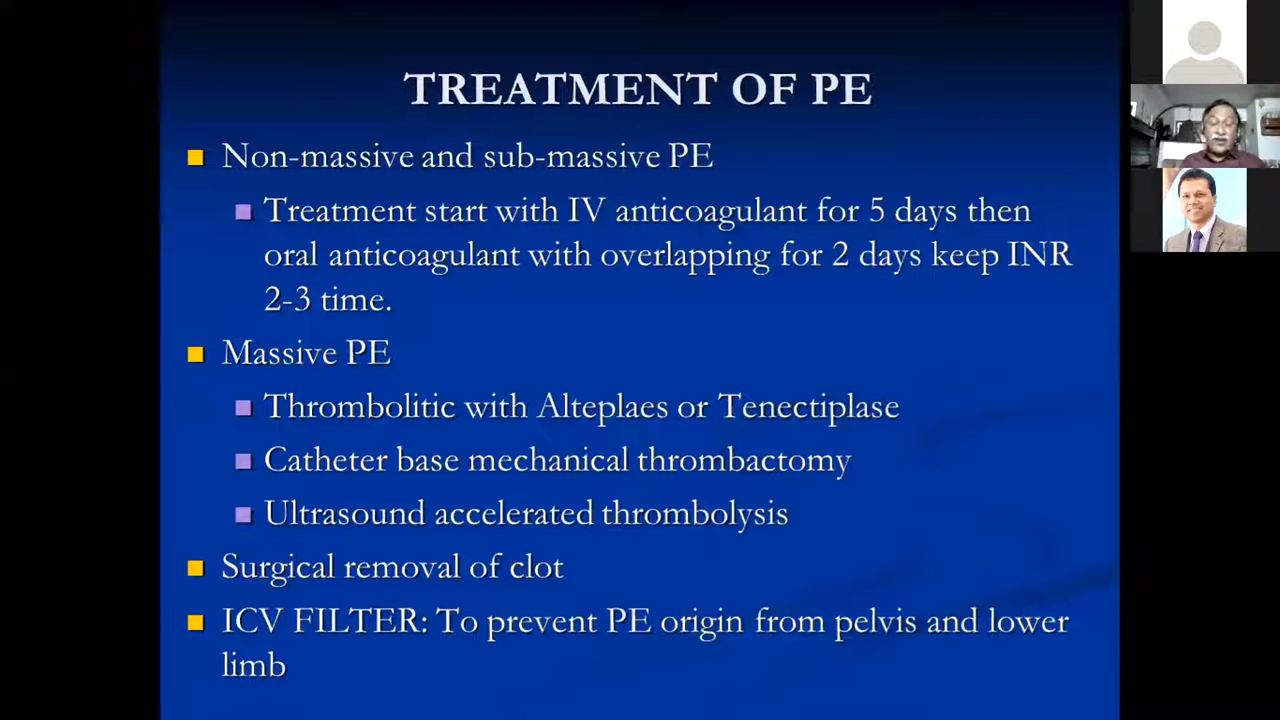 TREATMENT OF PE
Non-massive and sub-massive PE
Treatment start with IV anticoagulant for 5 days then
oral anticoagulant with overlapping for 2 days keep INR
2-3 time.
Massive PE
Thrombolitic with Alteplaes or Tenectiplase
Catheter base mechanical thrombactomy
Ultrasound accelerated thrombolysis
Surgical removal of clot
ICV FILTER: To prevent PE origin from pelvis and lower
limb